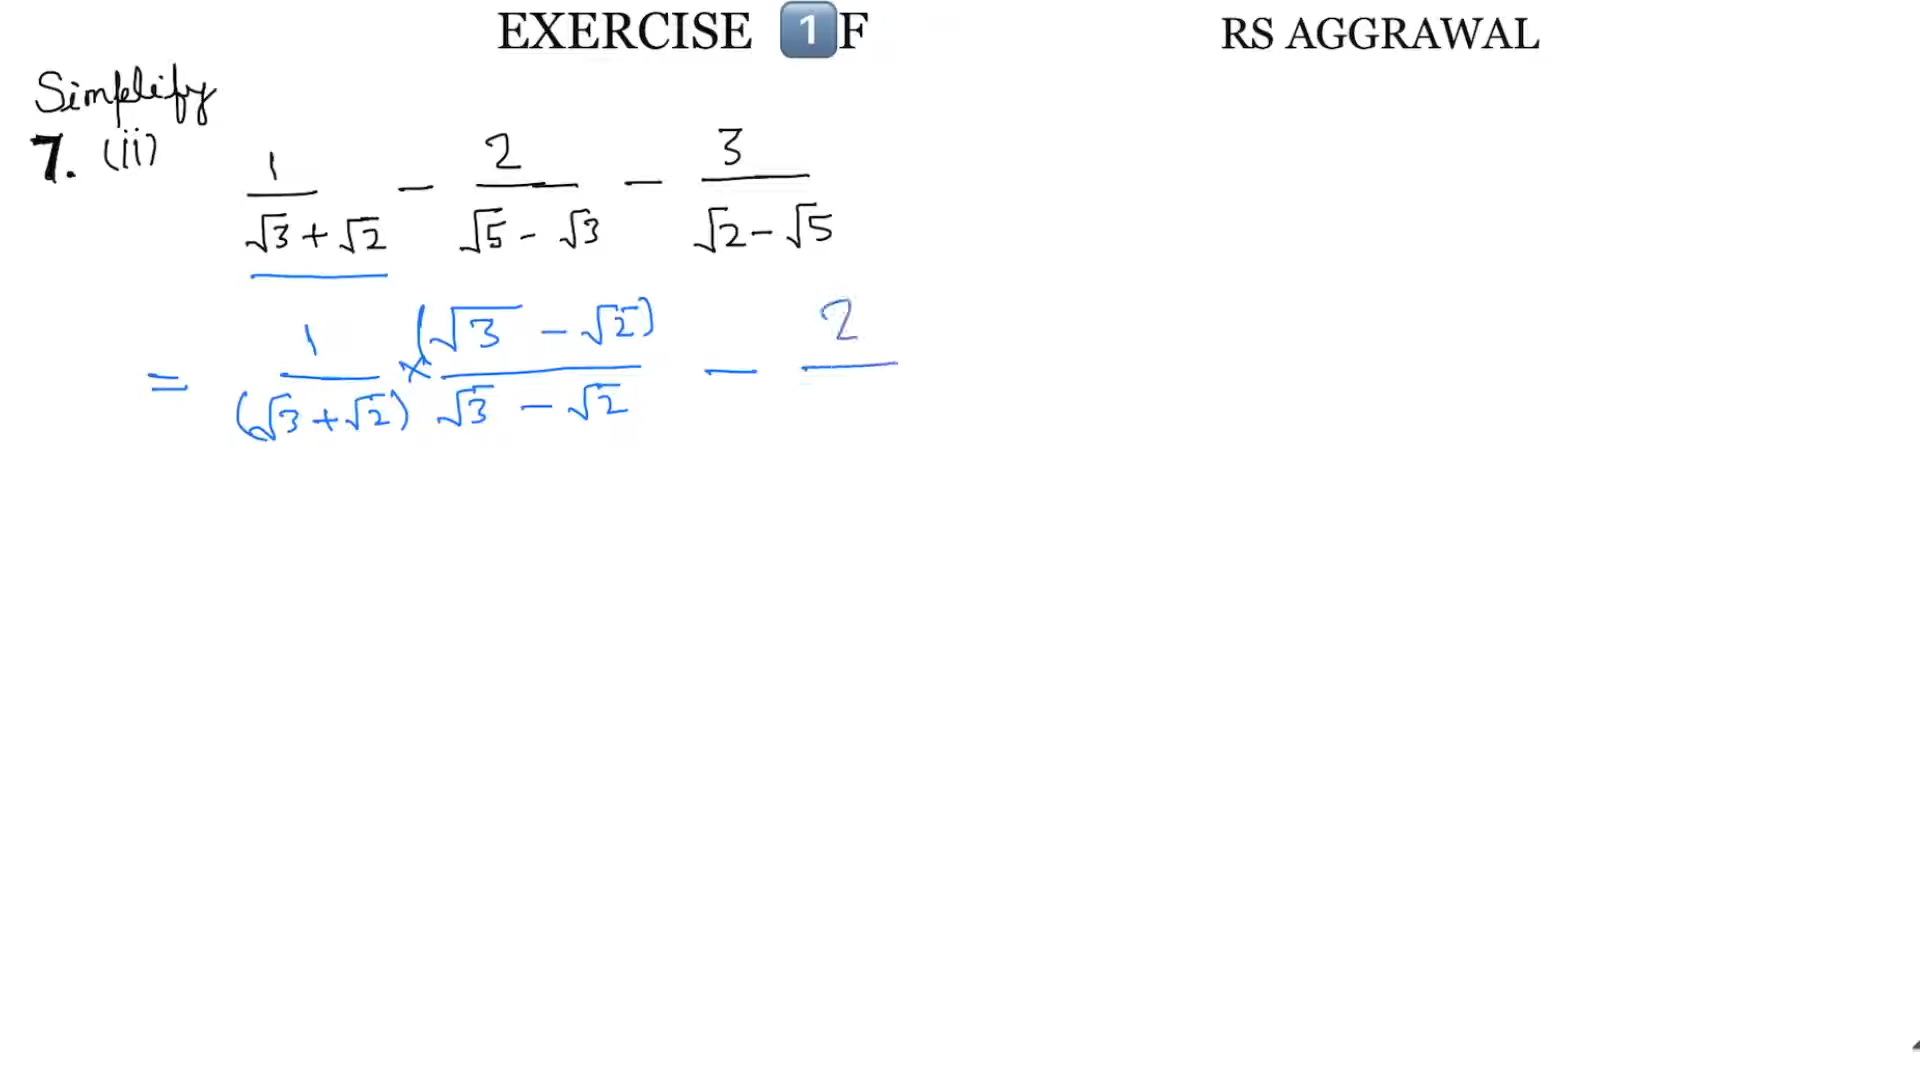 EXERCISE 1️⃣F RS AGGRAWAL
Simplify
7. (ii) 1/(√3+√2) − 2/(√5−√3) − 3/(√2−√5)
= 1/(√3+√2) × (√3−√2)/(√3−√2) − 2/